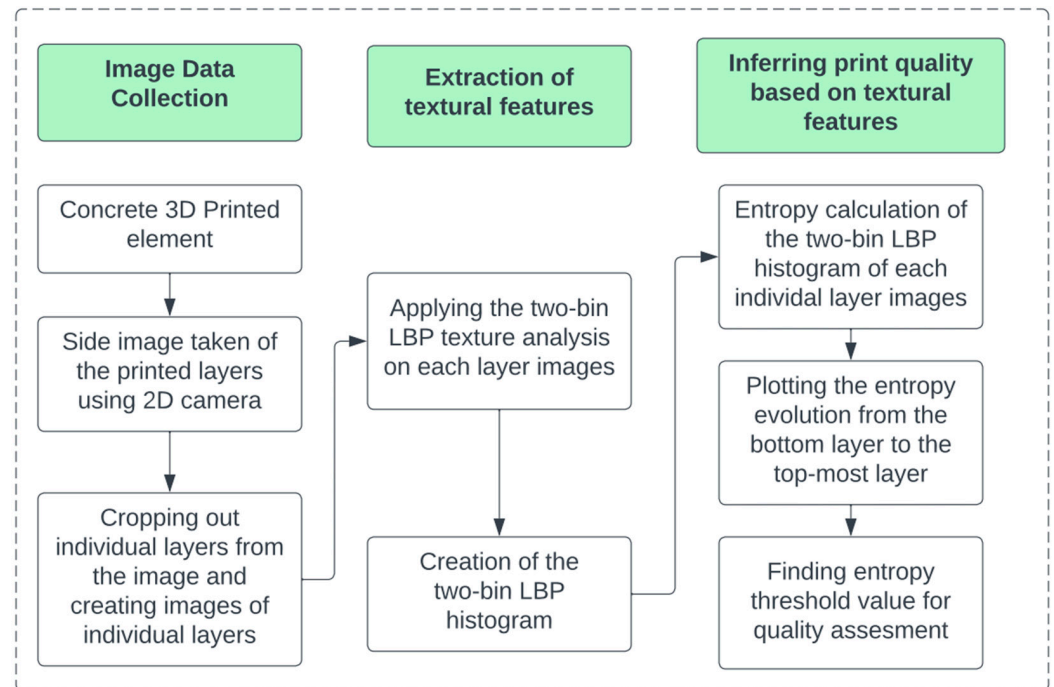 Image Data
Collection
Concrete 3D Printed
element
Side image taken of
the printed layers
using 2D camera
Cropping out
individual layers from
the image and
creating images of
individual layers
Extraction of
textural features
Applying the two-bin
LBP texture analysis
on each layer images
Creation of the
two-bin LBP
histogram
Inferring print quality
based on textural
features
Entropy calculation of
the two-bin LBP
histogram of each
individal layer images
Plotting the entropy
evolution from the
bottom layer to the
top-most layer
Finding entropy
threshold value for
quality assesment